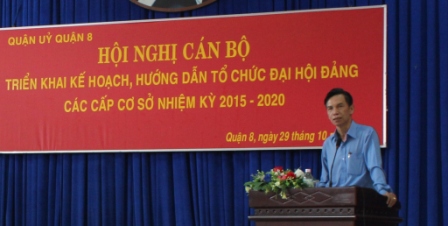 QUẬN UỶ QUẬN 8
HỘI NGHỊ CÁN BỘ
TRIỂN KHAI KẾ HOẠCH, HƯỚNG DẪN TỔ CHỨC ĐẠI HỘI ĐẢNG
CÁC CẤP CƠ SỞ NHIỆM KỲ 2015 - 2020
Quận 8, ngày 29 tháng 10